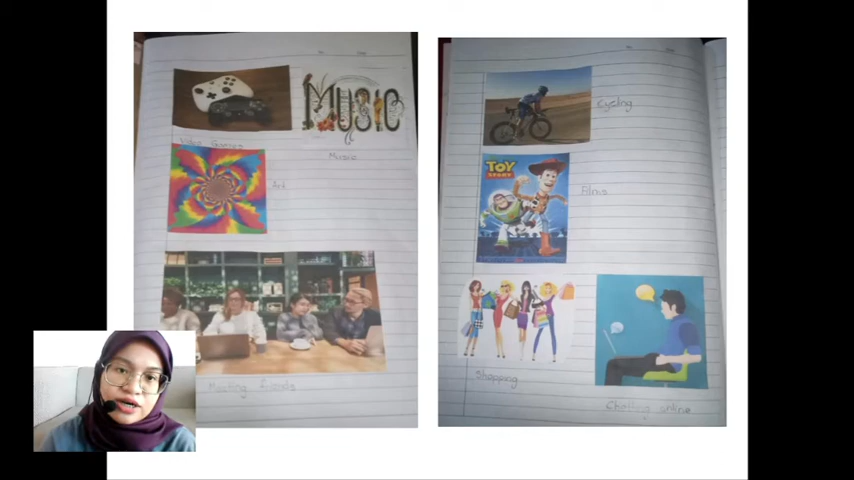 MUSIC
Video Games
Music
Art
Meeting friends
Cycling
TOY
STORY
Films
Shopping
Chatting online